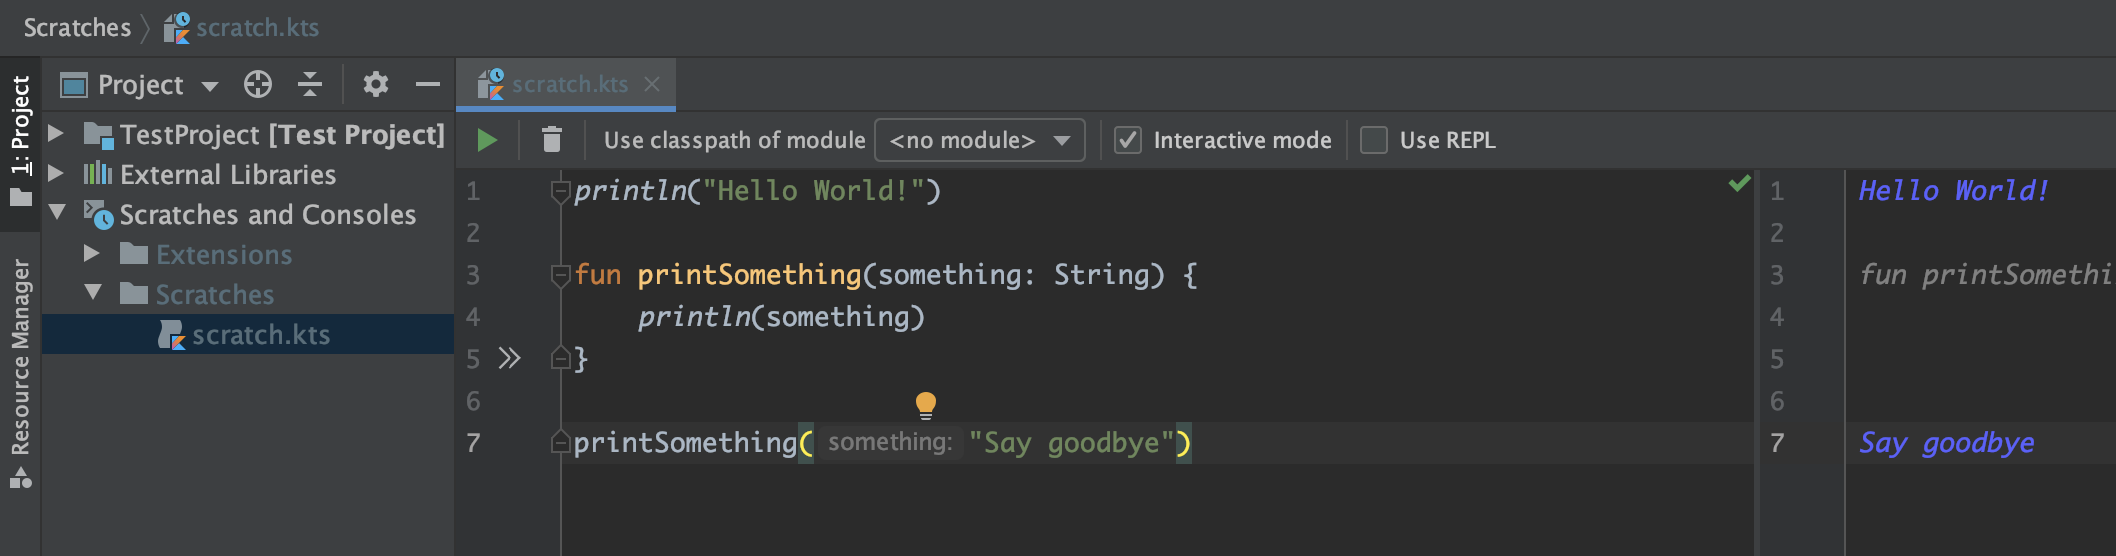 Scratches scratch.kts
1: Project
Resource Manager
Project
TestProject [Test Project]
External Libraries
Scratches and Consoles
Extensions
Scratches
scratch.kts
scratch.kts
Use classpath of module <no module> Interactive mode Use REPL
1 println("Hello World!")
2
3 fun printSomething(something: String) {
4 println(something)
5 }
6
7 printSomething( something: "Say goodbye")
1 Hello World!
2
3 fun printSomethi
4
5
6
7 Say goodbye